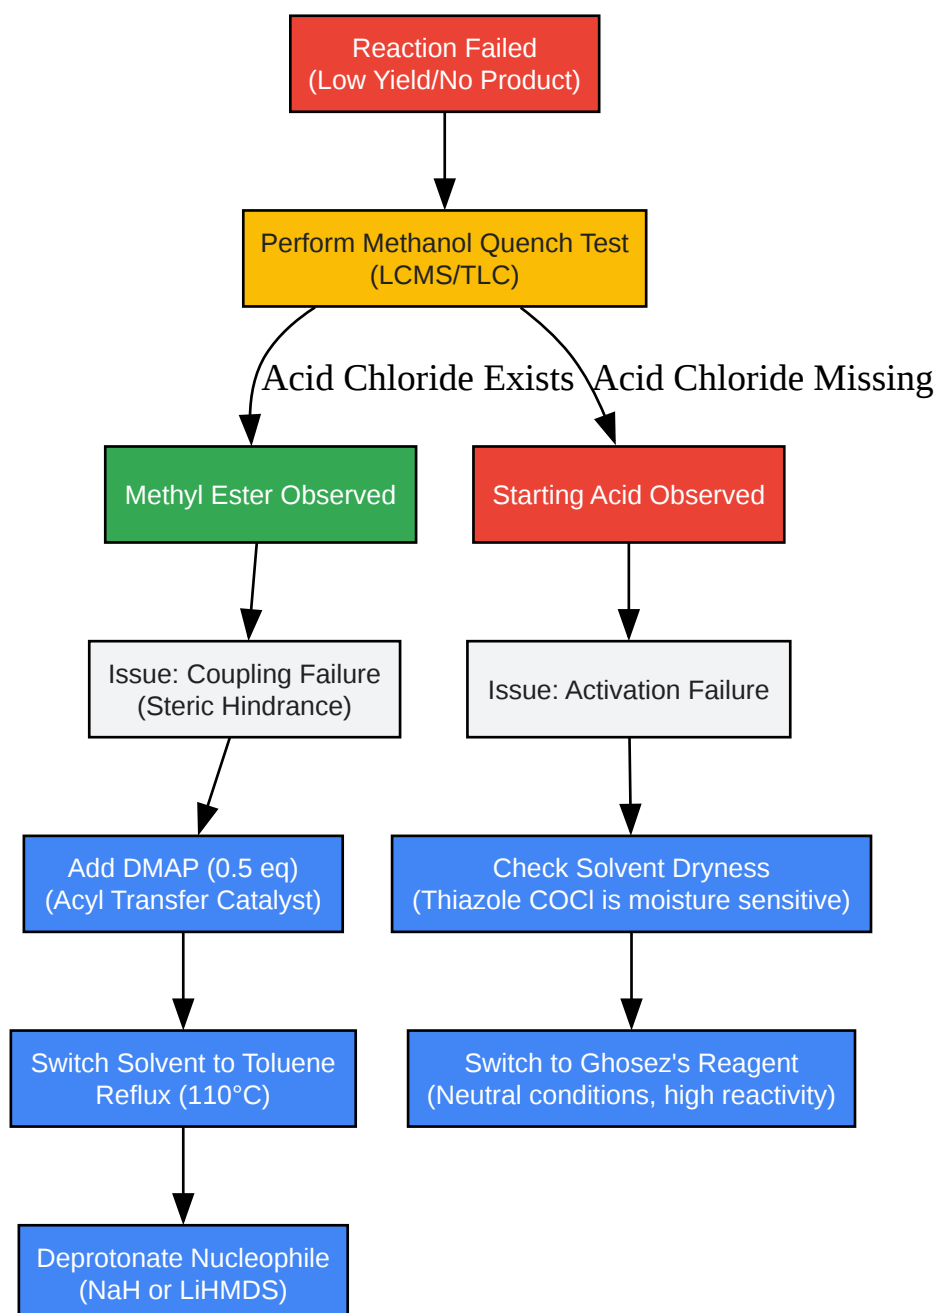 Reaction Failed
(Low Yield/No Product)
Perform Methanol Quench Test
(LCMS/TLC)
Acid Chloride Exists
Acid Chloride Missing
Methyl Ester Observed
Starting Acid Observed
Issue: Coupling Failure
(Steric Hindrance)
Issue: Activation Failure
Add DMAP (0.5 eq)
(Acyl Transfer Catalyst)
Check Solvent Dryness
(Thiazole COCl is moisture sensitive)
Switch Solvent to Toluene
Reflux (110°C)
Switch to Ghosez's Reagent
(Neutral conditions, high reactivity)
Deprotonate Nucleophile
(NaH or LiHMDS)